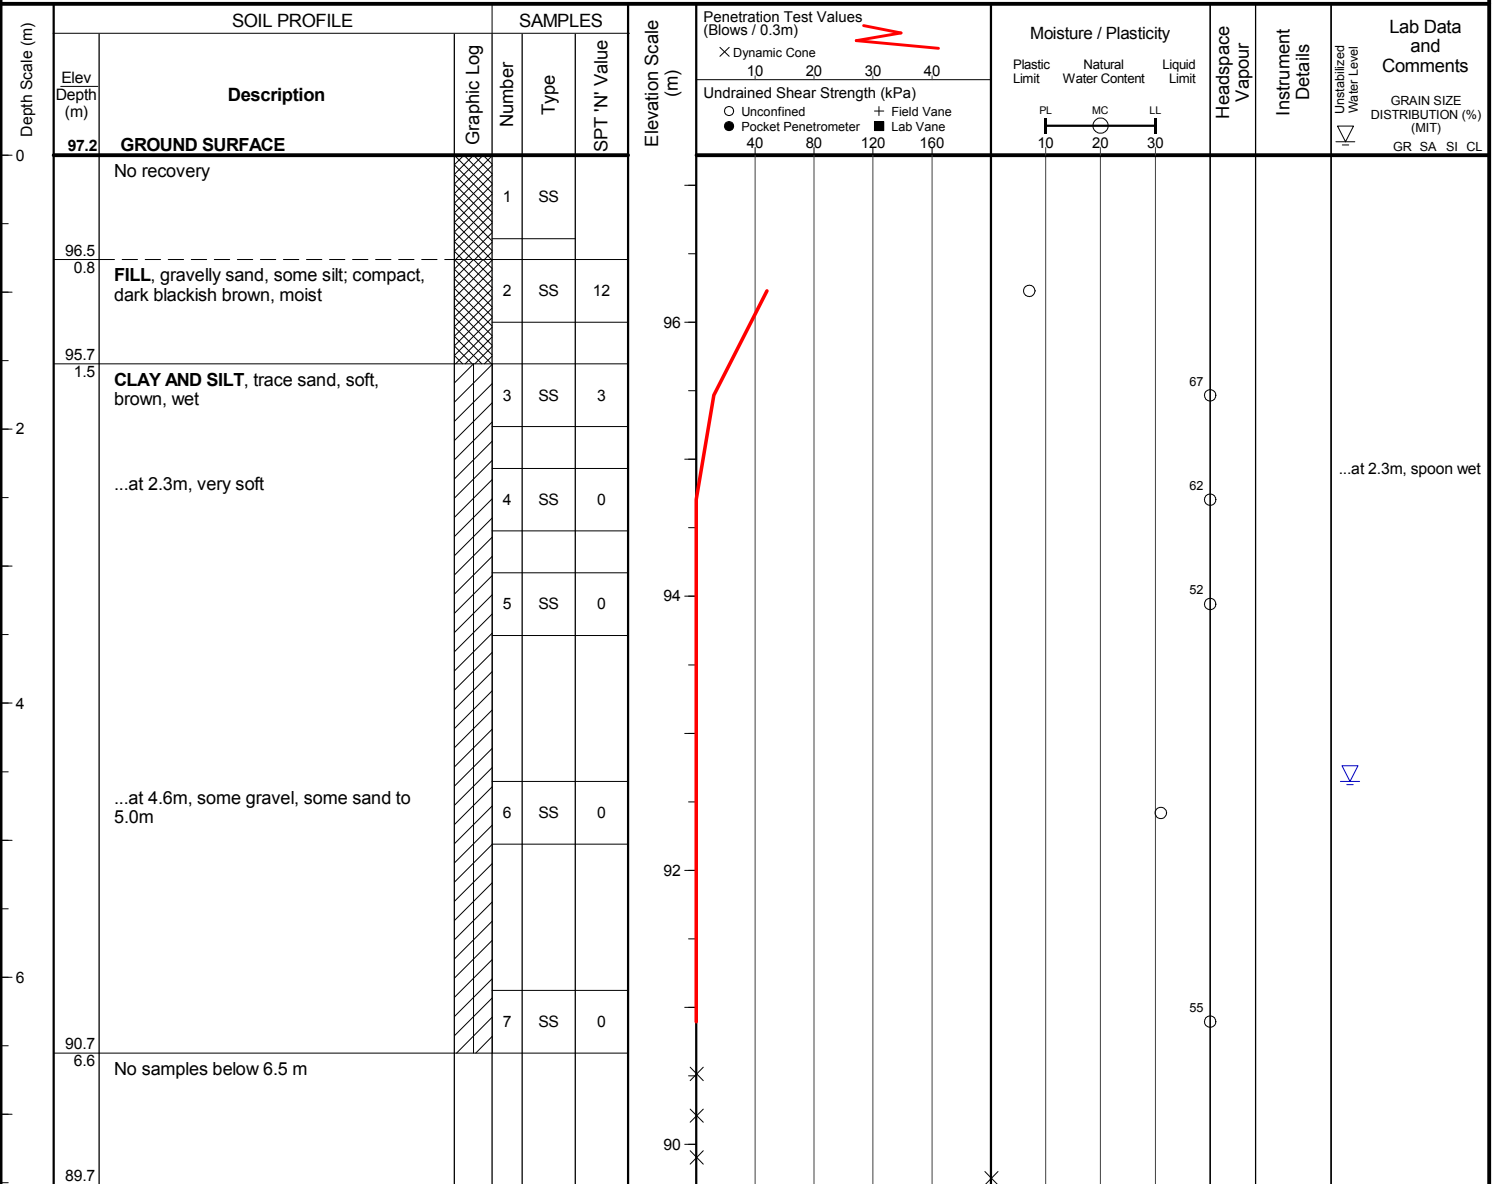 SOIL PROFILE
SAMPLES
Depth Scale (m)
Elev
Depth
(m)
Description
Graphic Log
Number
Type
SPT 'N' Value
Elevation Scale
(m)
Penetration Test Values
(Blows / 0.3m)
× Dynamic Cone
10 20 30 40
Undrained Shear Strength (kPa)
Unconfined
+ Field Vane
Pocket Penetrometer
Lab Vane
40 80 120 160
Moisture / Plasticity
Plastic
Limit
Natural
Water Content
Liquid
Limit
PL MC LL
10 20 30
Headspace
Vapour
Instrument
Details
Unstabilized
Water Level
Lab Data
and
Comments
GRAIN SIZE
DISTRIBUTION (%)
(MIT)
GR SA SI CL
97.2 GROUND SURFACE
0
No recovery
1 SS
96.5
0.8
FILL, gravelly sand, some silt; compact,
dark blackish brown, moist
2 SS 12
96
95.7
1.5
CLAY AND SILT, trace sand, soft,
brown, wet
3 SS 3
67
2
...at 2.3m, very soft
4 SS 0
62
...at 2.3m, spoon wet
5 SS 0
94
52
4
...at 4.6m, some gravel, some sand to
5.0m
6 SS 0
92
6
7 SS 0
55
90.7
6.6
No samples below 6.5 m
90
89.7